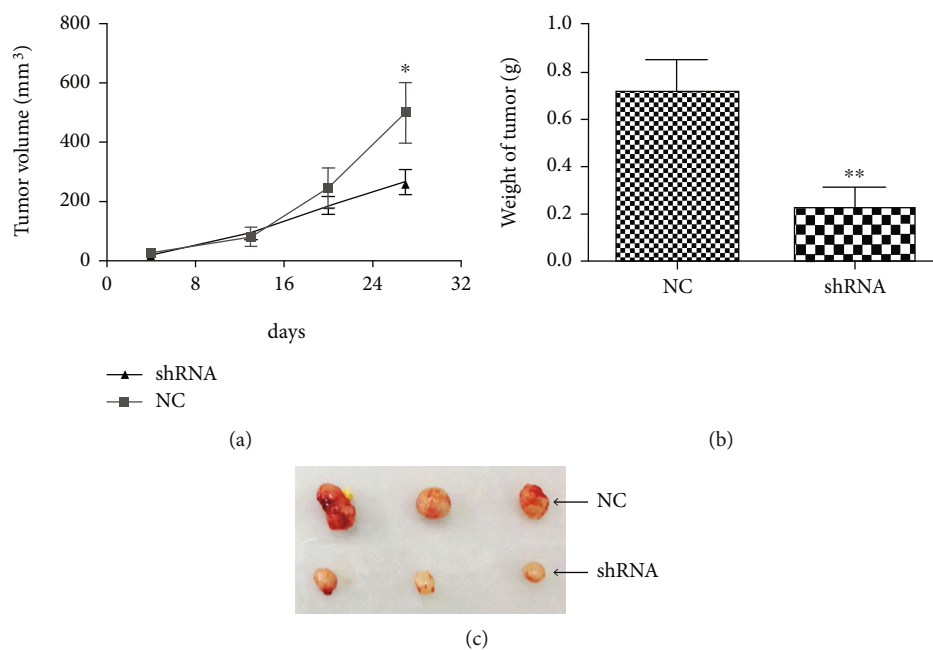 Tumor volume (mm³)
800
600
400
200
0
*
0 8 16 24 32
days
shRNA
NC
(a)
Weight of tumor (g)
1.0
0.8
0.6
0.4
0.2
0.0
**
NC shRNA
(b)
NC
shRNA
(c)